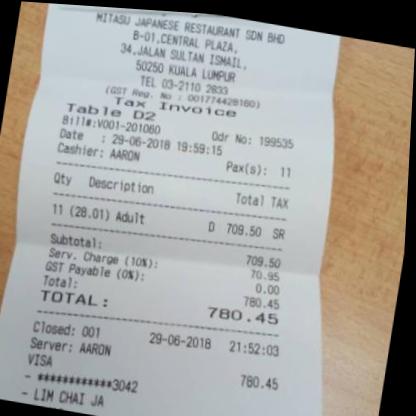 MITASU JAPANESE RESTAURANT SDN BHD
B-01,CENTRAL PLAZA,
34,JALAN SULTAN ISMAIL,
50250 KUALA LUMPUR
TEL 03-2110 2833
(GST Reg. No : 001774428160)
Tax Invoice
Table D2
Bill#:V001-201060 Odr No: 199535
Date : 29-06-2018 19:59:15
Cashier: AARON Pax(s): 11
Qty Description Total TAX
11 (28.01) Adult D 709.50 SR
Subtotal: 709.50
Serv. Charge (10%): 70.95
GST Payable (0%): 0.00
Total: 780.45
TOTAL: 780.45
Closed: 001 29-06-2018 21:52:03
Server: AARON
VISA 780.45
- ************3042
- LIM CHAI JA